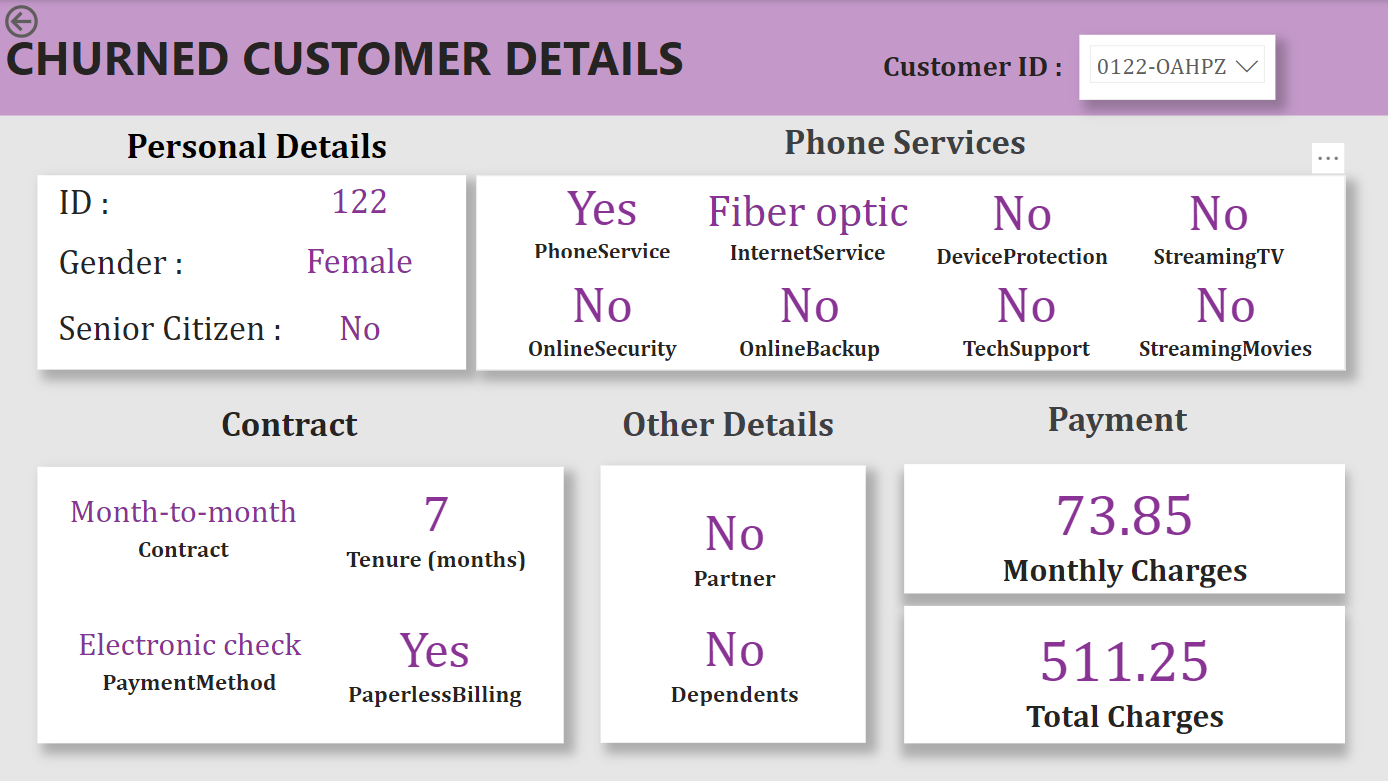 CHURNED CUSTOMER DETAILS
Customer ID :
0122-OAHPZ
Personal Details
ID :
122
Gender :
Female
Senior Citizen :
No
Phone Services
Yes
PhoneService
Fiber optic
InternetService
No
DeviceProtection
No
StreamingTV
No
OnlineSecurity
No
OnlineBackup
No
TechSupport
No
StreamingMovies
Contract
Month-to-month
Contract
7
Tenure (months)
Electronic check
PaymentMethod
Yes
PaperlessBilling
Other Details
No
Partner
No
Dependents
Payment
73.85
Monthly Charges
511.25
Total Charges